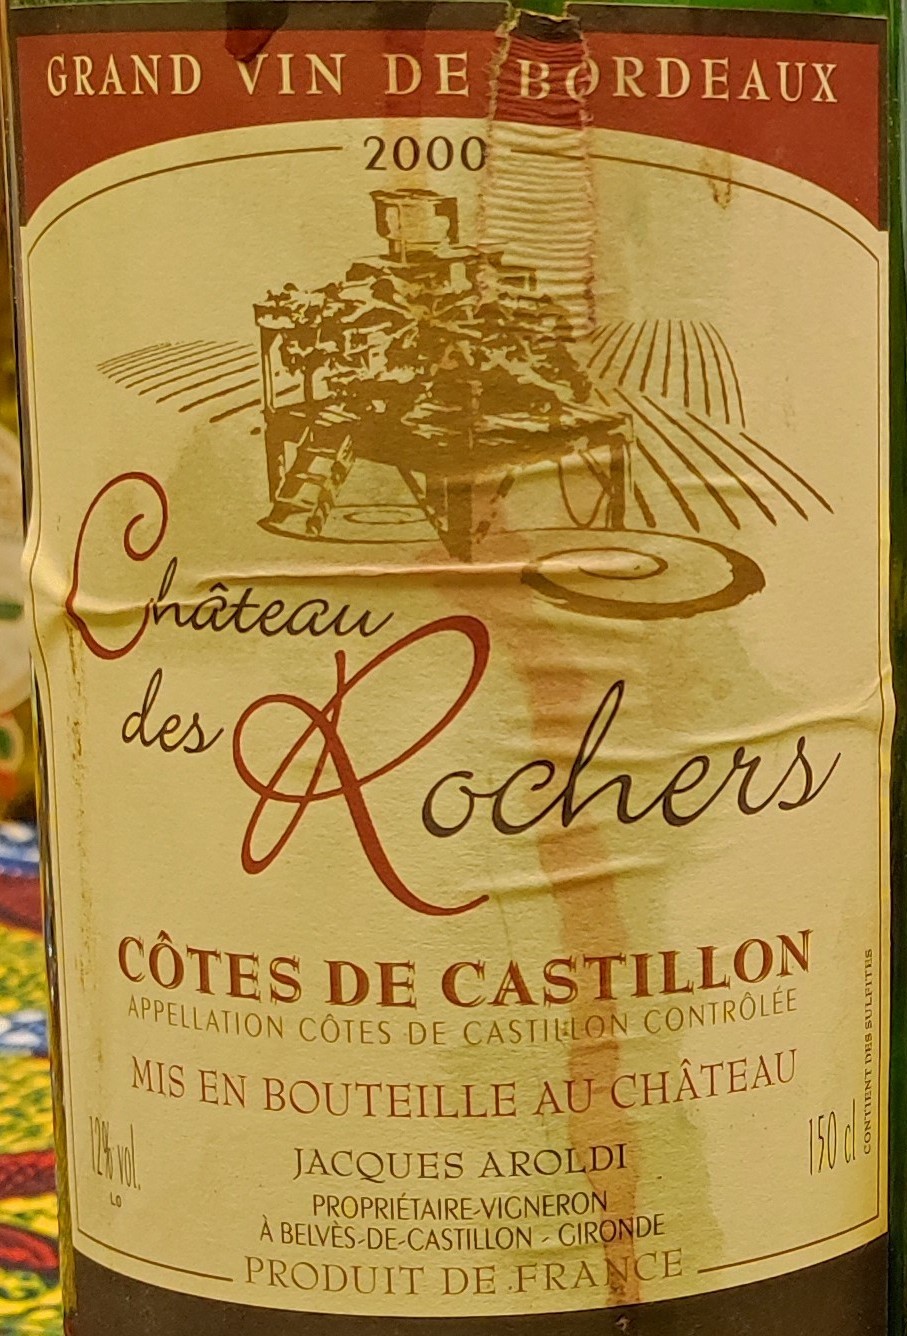 GRAND VIN DE BORDEAUX
2000
Château
des Rochers
CÔTES DE CASTILLON
APPELLATION CÔTES DE CASTILLON CONTRÔLÉE
MIS EN BOUTEILLE AU CHÂTEAU
12% vol.
LO
150 cl
CONTIENT DES SULFITES
JACQUES AROLDI
PROPRIÉTAIRE-VIGNERON
À BELVÈS-DE-CASTILLON - GIRONDE
PRODUIT DE FRANCE